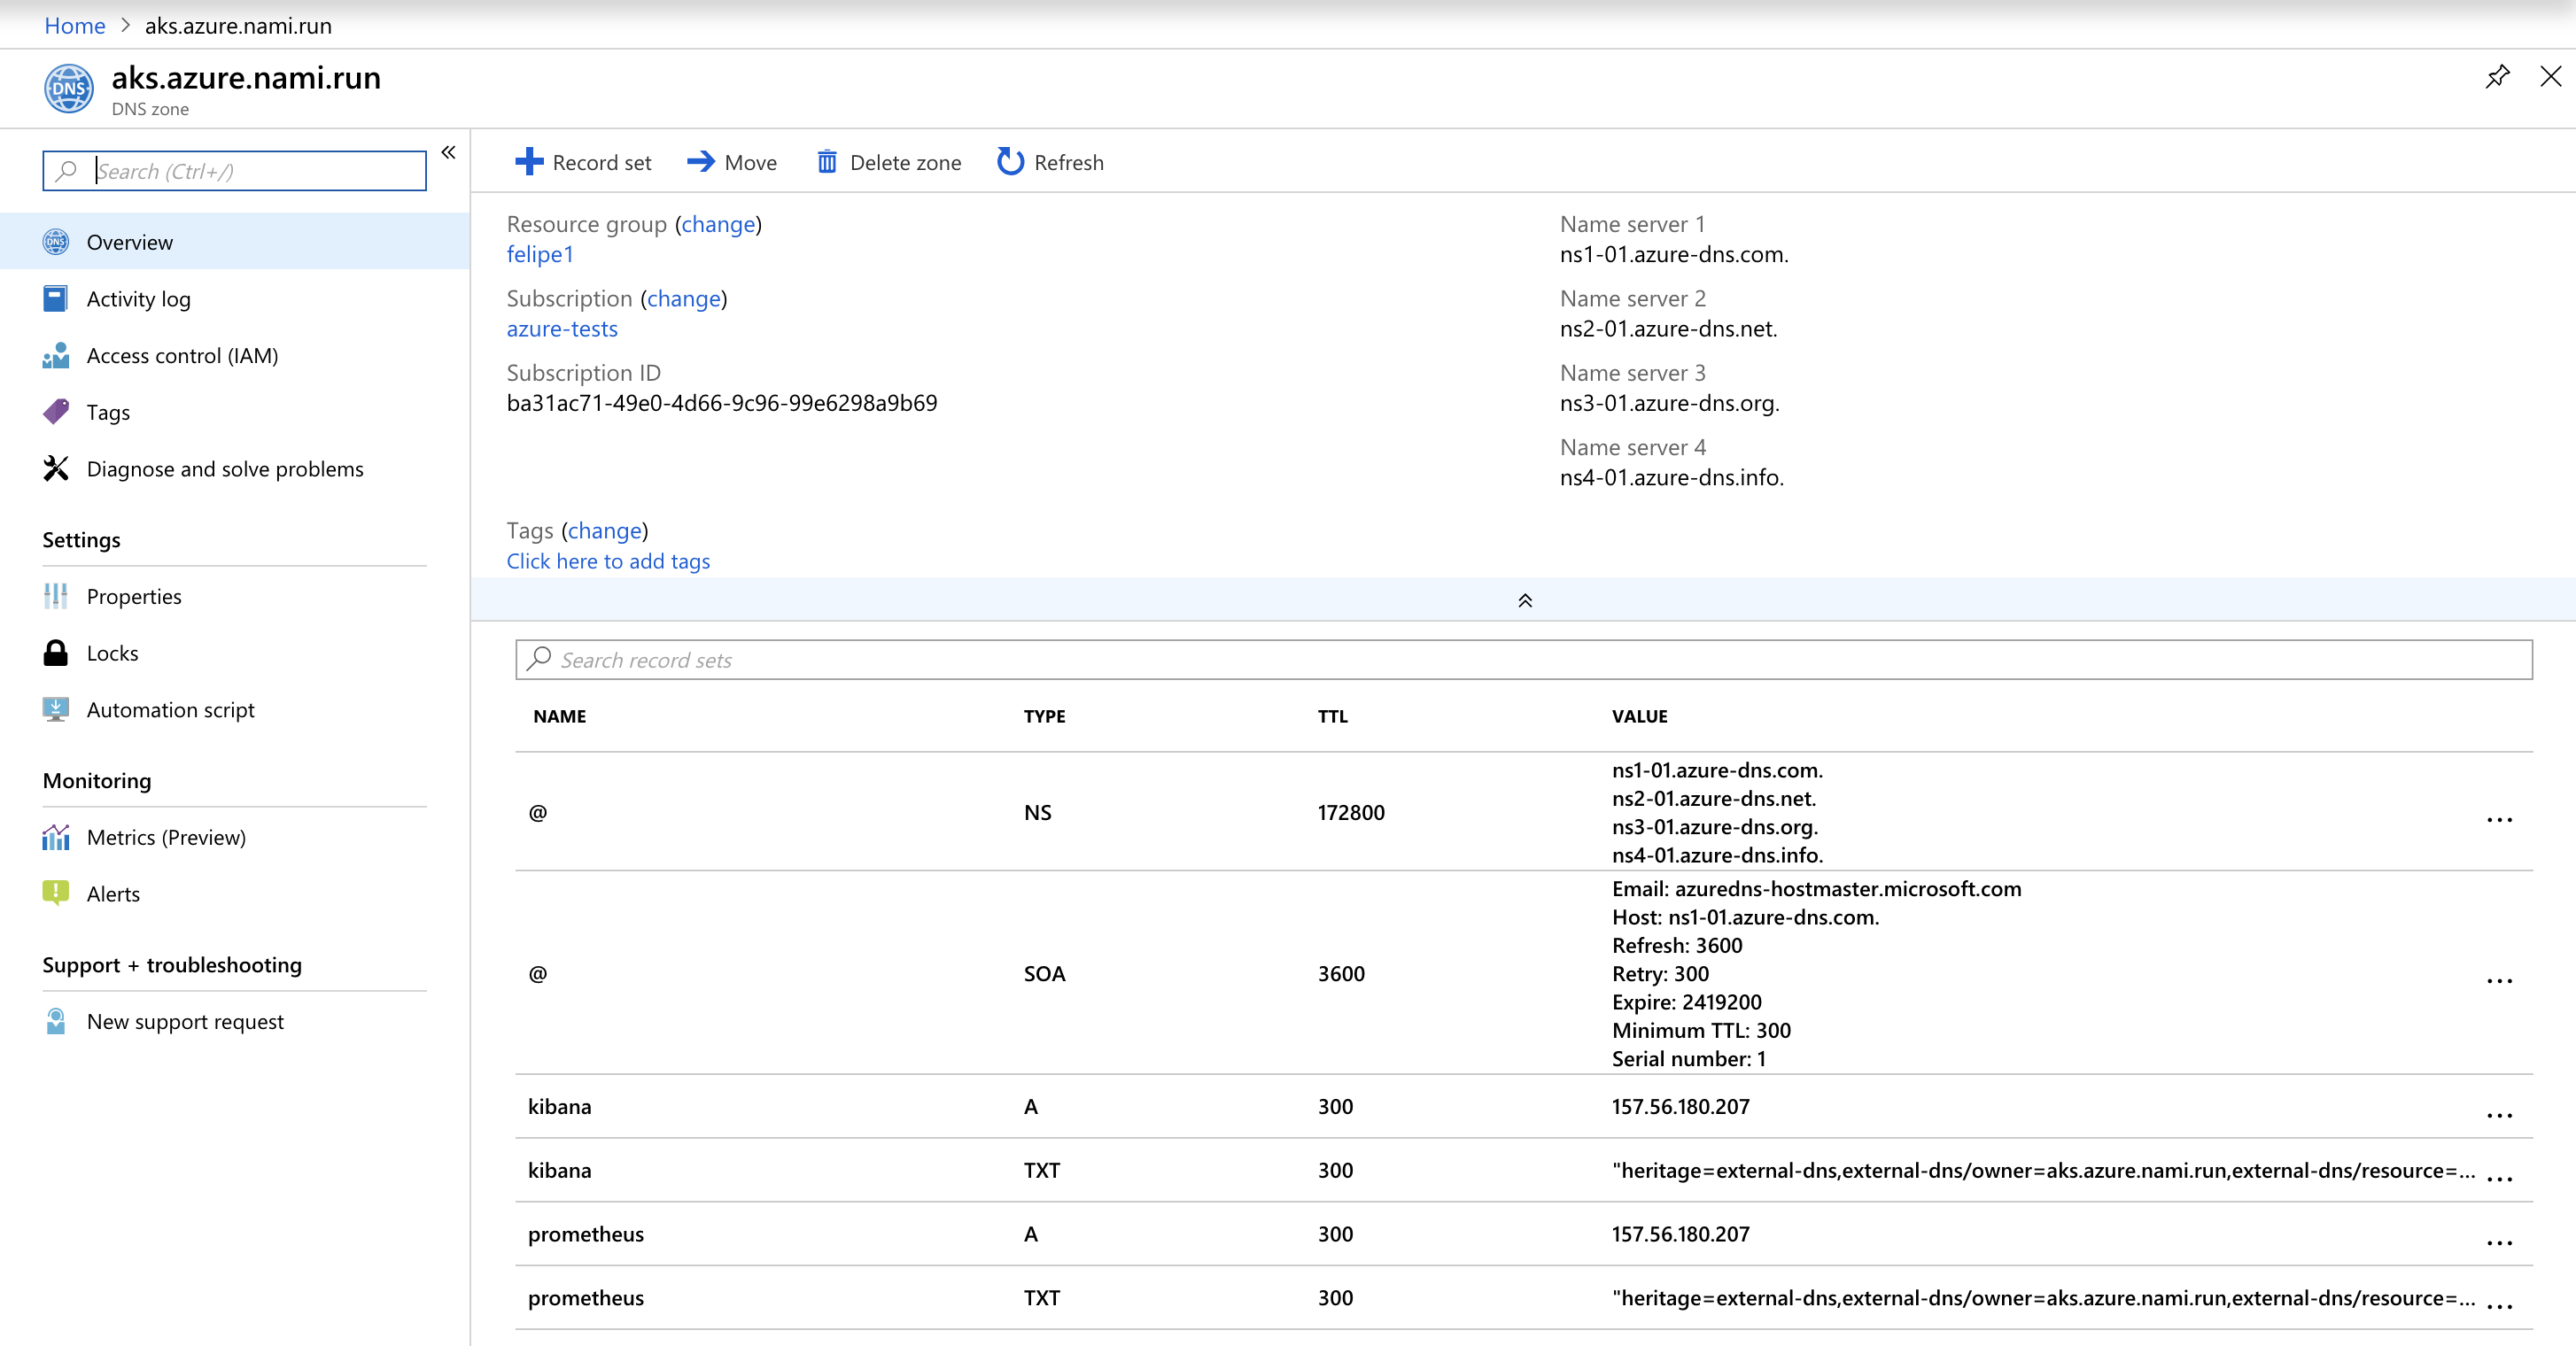 Home > aks.azure.nami.run
DNS
aks.azure.nami.run
DNS zone
Search (Ctrl+/)
«
DNS Overview
Activity log
Access control (IAM)
Tags
Diagnose and solve problems
Settings
Properties
Locks
Automation script
Monitoring
Metrics (Preview)
Alerts
Support + troubleshooting
New support request
Record set Move Delete zone Refresh
Resource group (change)
felipe1
Subscription (change)
azure-tests
Subscription ID
ba31ac71-49e0-4d66-9c96-99e6298a9b69
Name server 1
ns1-01.azure-dns.com.
Name server 2
ns2-01.azure-dns.net.
Name server 3
ns3-01.azure-dns.org.
Name server 4
ns4-01.azure-dns.info.
Tags (change)
Click here to add tags
Search record sets
NAME TYPE TTL VALUE
@ NS 172800 ns1-01.azure-dns.com.
ns2-01.azure-dns.net.
ns3-01.azure-dns.org.
ns4-01.azure-dns.info.
...
@ SOA 3600 Email: azuredns-hostmaster.microsoft.com
Host: ns1-01.azure-dns.com.
Refresh: 3600
Retry: 300
Expire: 2419200
Minimum TTL: 300
Serial number: 1
...
kibana A 300 157.56.180.207 ...
kibana TXT 300 "heritage=external-dns,external-dns/owner=aks.azure.nami.run,external-dns/resource=... ...
prometheus A 300 157.56.180.207 ...
prometheus TXT 300 "heritage=external-dns,external-dns/owner=aks.azure.nami.run,external-dns/resource=... ...